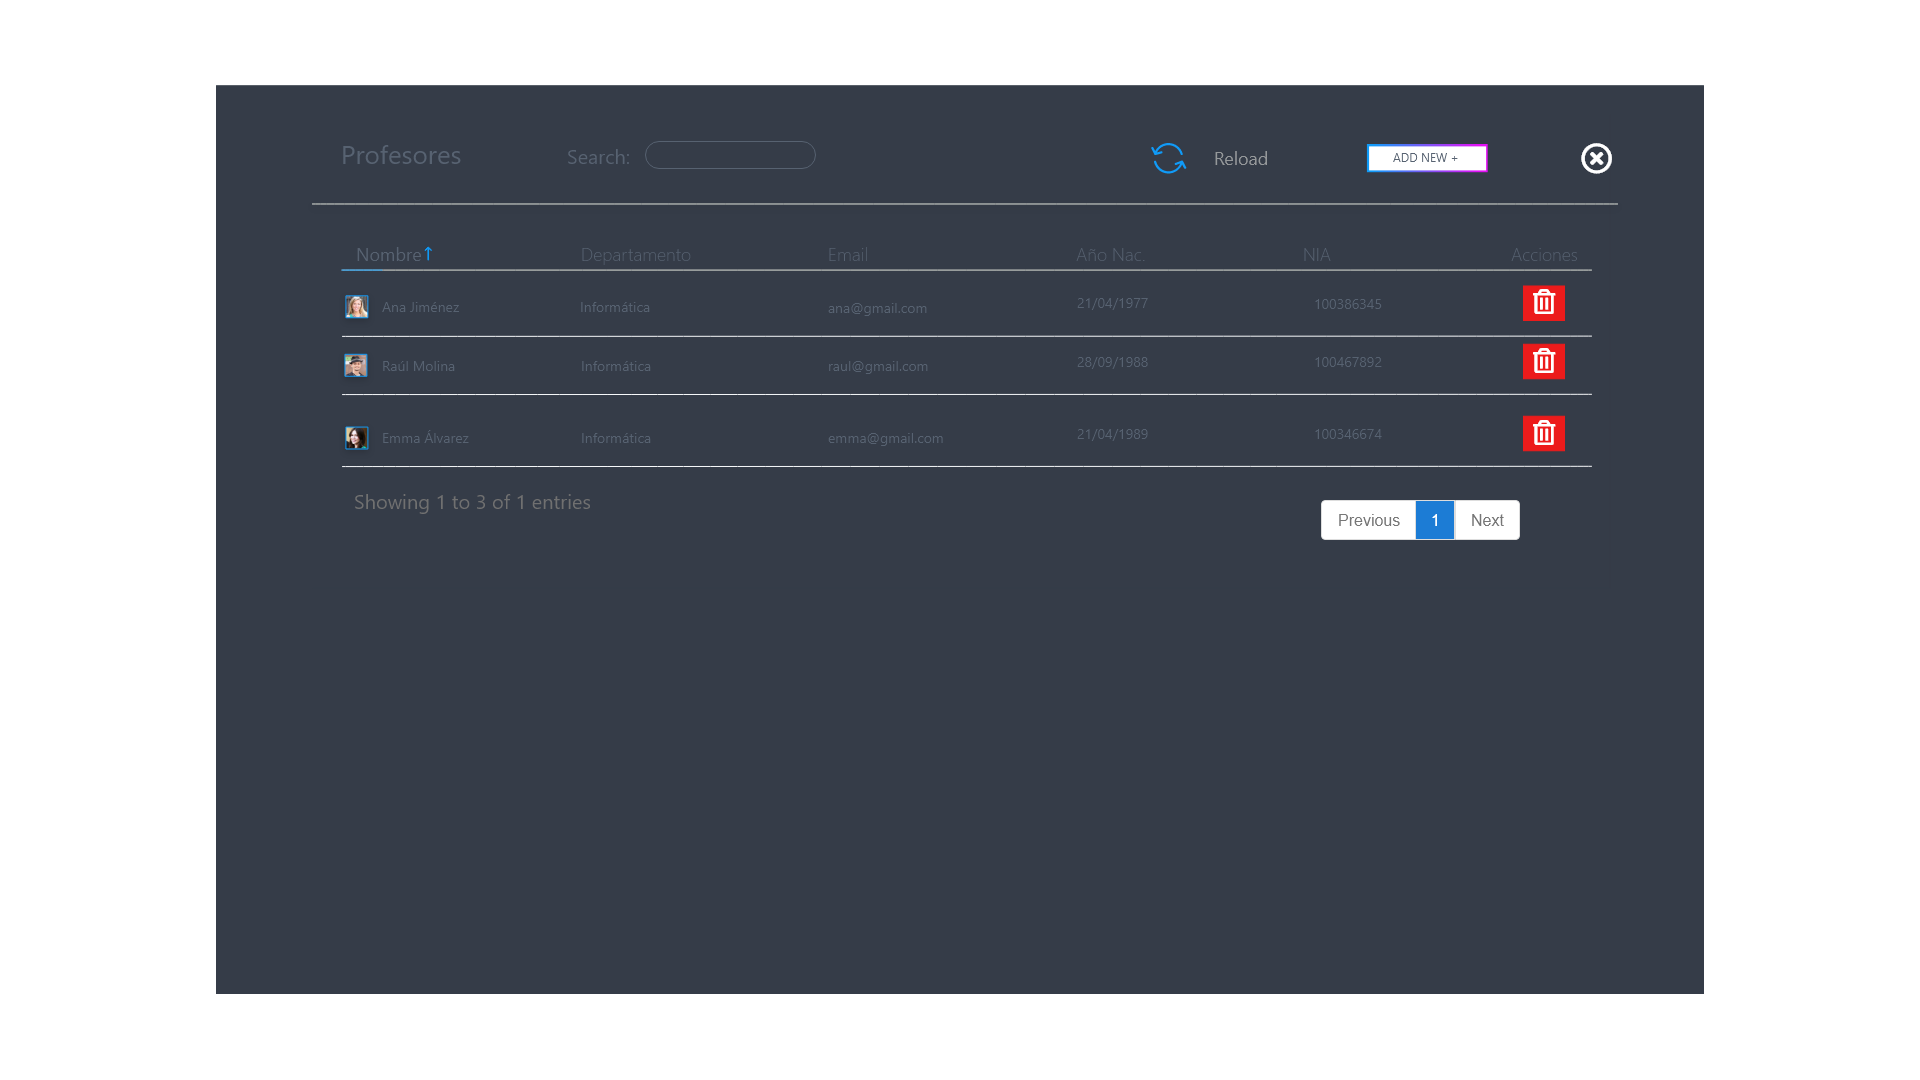 Profesores Search: Reload ADD NEW +
Nombre Departamento Email Año Nac. NIA Acciones
Ana Jiménez Informática ana@gmail.com 21/04/1977 100386345
Raúl Molina Informática raul@gmail.com 28/09/1988 100467892
Emma Álvarez Informática emma@gmail.com 21/04/1989 100346674
Showing 1 to 3 of 1 entries
Previous 1 Next